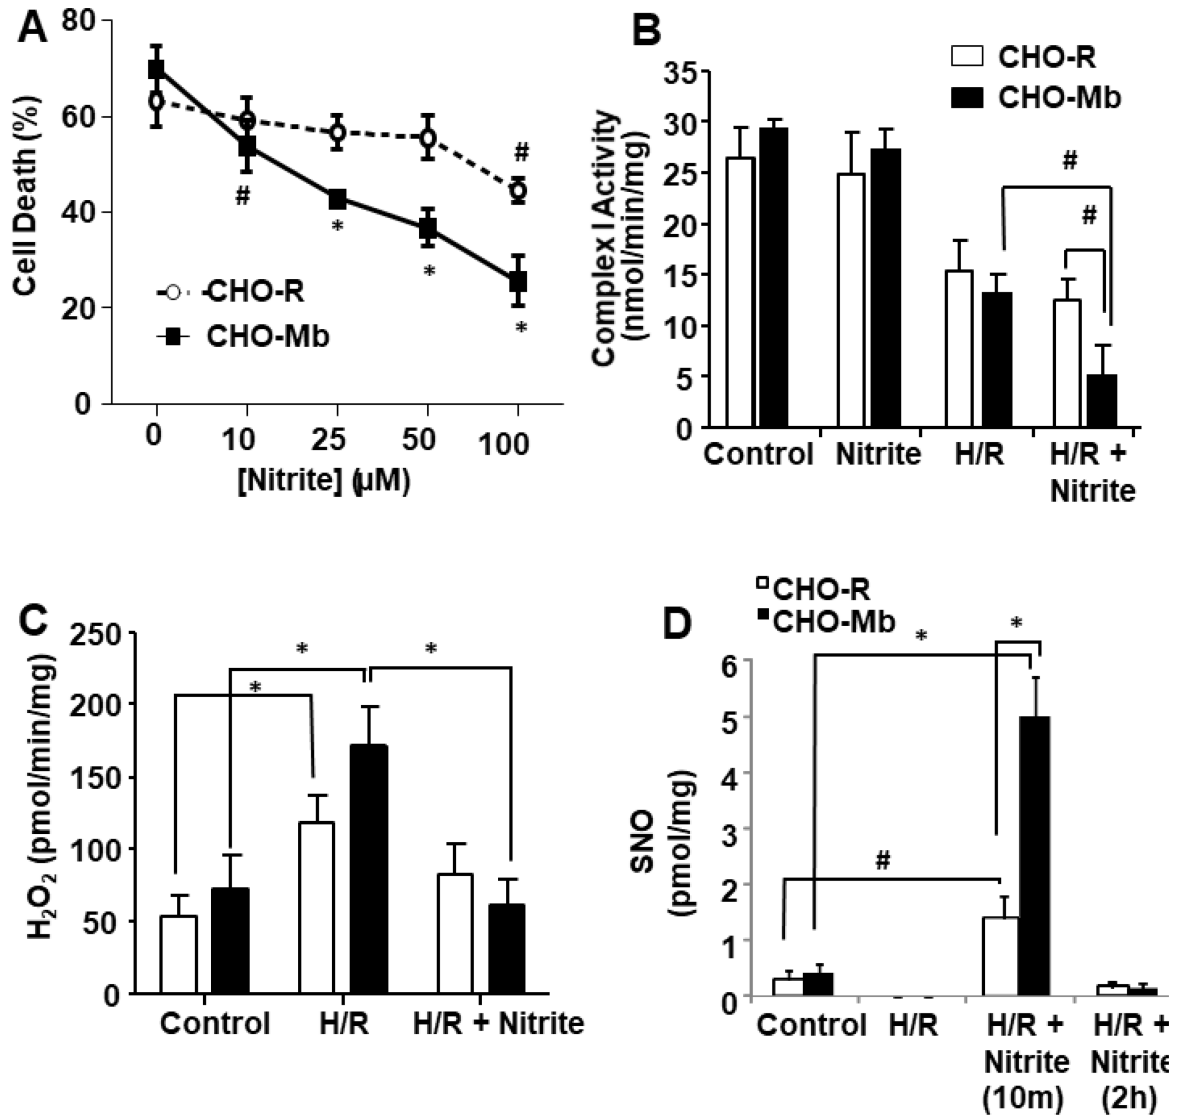 A
Cell Death (%)
80
60
40
20
0
#
*
*
#
*
CHO-R
CHO-Mb
0 10 25 50 100
[Nitrite] (µM)
B
CHO-R
CHO-Mb
Complex I Activity
(nmol/min/mg)
35
30
25
20
15
10
5
0
#
#
Control Nitrite H/R H/R +
Nitrite
C
H₂O₂ (pmol/min/mg)
250
200
150
100
50
0
*
*
*
Control H/R H/R + Nitrite
D
CHO-R
CHO-Mb
SNO
(pmol/mg)
6
5
4
3
2
1
0
*
*
#
Control H/R H/R + H/R +
Nitrite Nitrite
(10m) (2h)